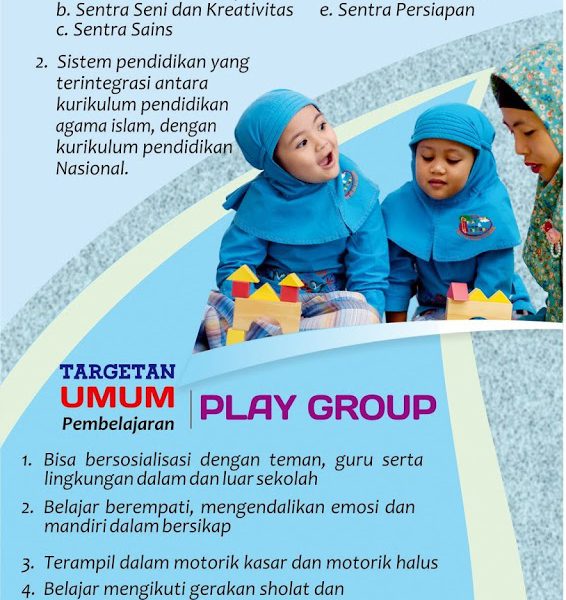 b. Sentra Seni dan Kreativitas e. Sentra Persiapan
c. Sentra Sains
2. Sistem pendidikan yang
terintegrasi antara
kurikulum pendidikan
agama islam, dengan
kurikulum pendidikan
Nasional.
TARGETAN
UMUM
Pembelajaran
PLAY GROUP
1. Bisa bersosialisasi dengan teman, guru serta
lingkungan dalam dan luar sekolah
2. Belajar berempati, mengendalikan emosi dan
mandiri dalam bersikap
3. Terampil dalam motorik kasar dan motorik halus
4. Belajar mengikuti gerakan sholat dan